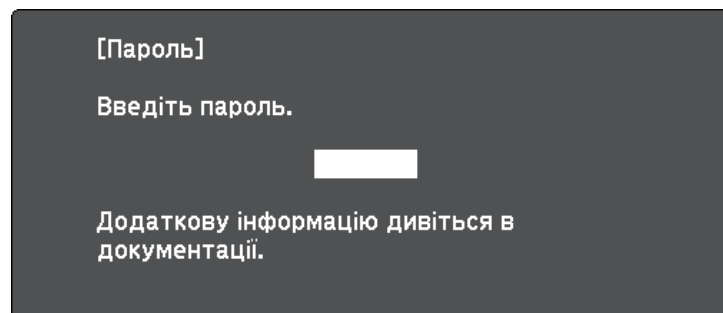 [Пароль]
Введіть пароль.
Додаткову інформацію дивіться в
документації.